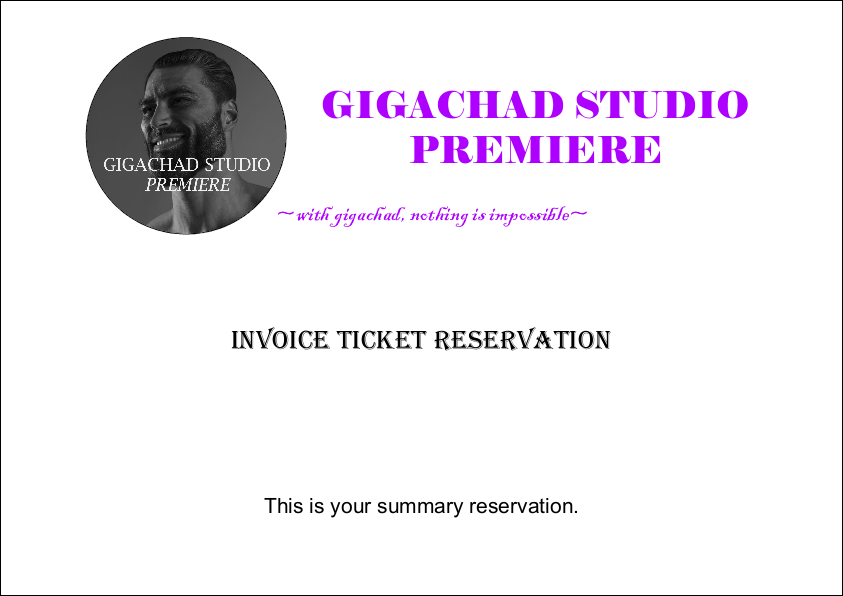 GIGACHAD STUDIO
PREMIERE
GIGACHAD STUDIO
PREMIERE
~with gigachad, nothing is impossible~
INVOICE TICKET RESERVATION
This is your summary reservation.